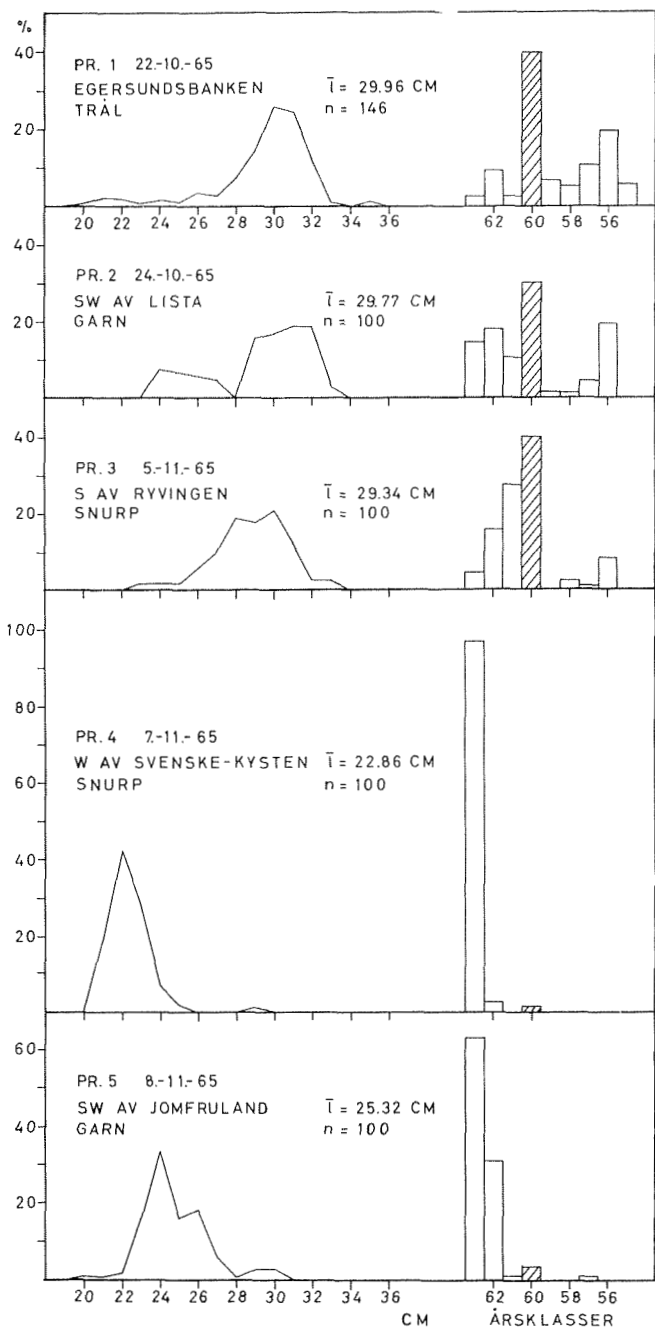 %
40
20
PR. 1 22.-10.-65
EGERSUNDSBANKEN
TRÅL
l̅ = 29.96 CM
n = 146
20 22 24 26 28 30 32 34 36 62 60 58 56
40
20
PR. 2 24.-10.-65
SW AV LISTA
GARN
l̅ = 29.77 CM
n = 100
40
20
PR. 3 5.-11.-65
S AV RYVINGEN
SNURP
l̅ = 29.34 CM
n = 100
100
80
60
40
20
PR. 4 7.-11.-65
W AV SVENSKE-KYSTEN
SNURP
l̅ = 22.86 CM
n = 100
60
40
20
PR. 5 8.-11.-65
SW AV JOMFRULAND
GARN
l̅ = 25.32 CM
n = 100
20 22 24 26 28 30 32 34 36 62 60 58 56
CM ÅRSKLASSER